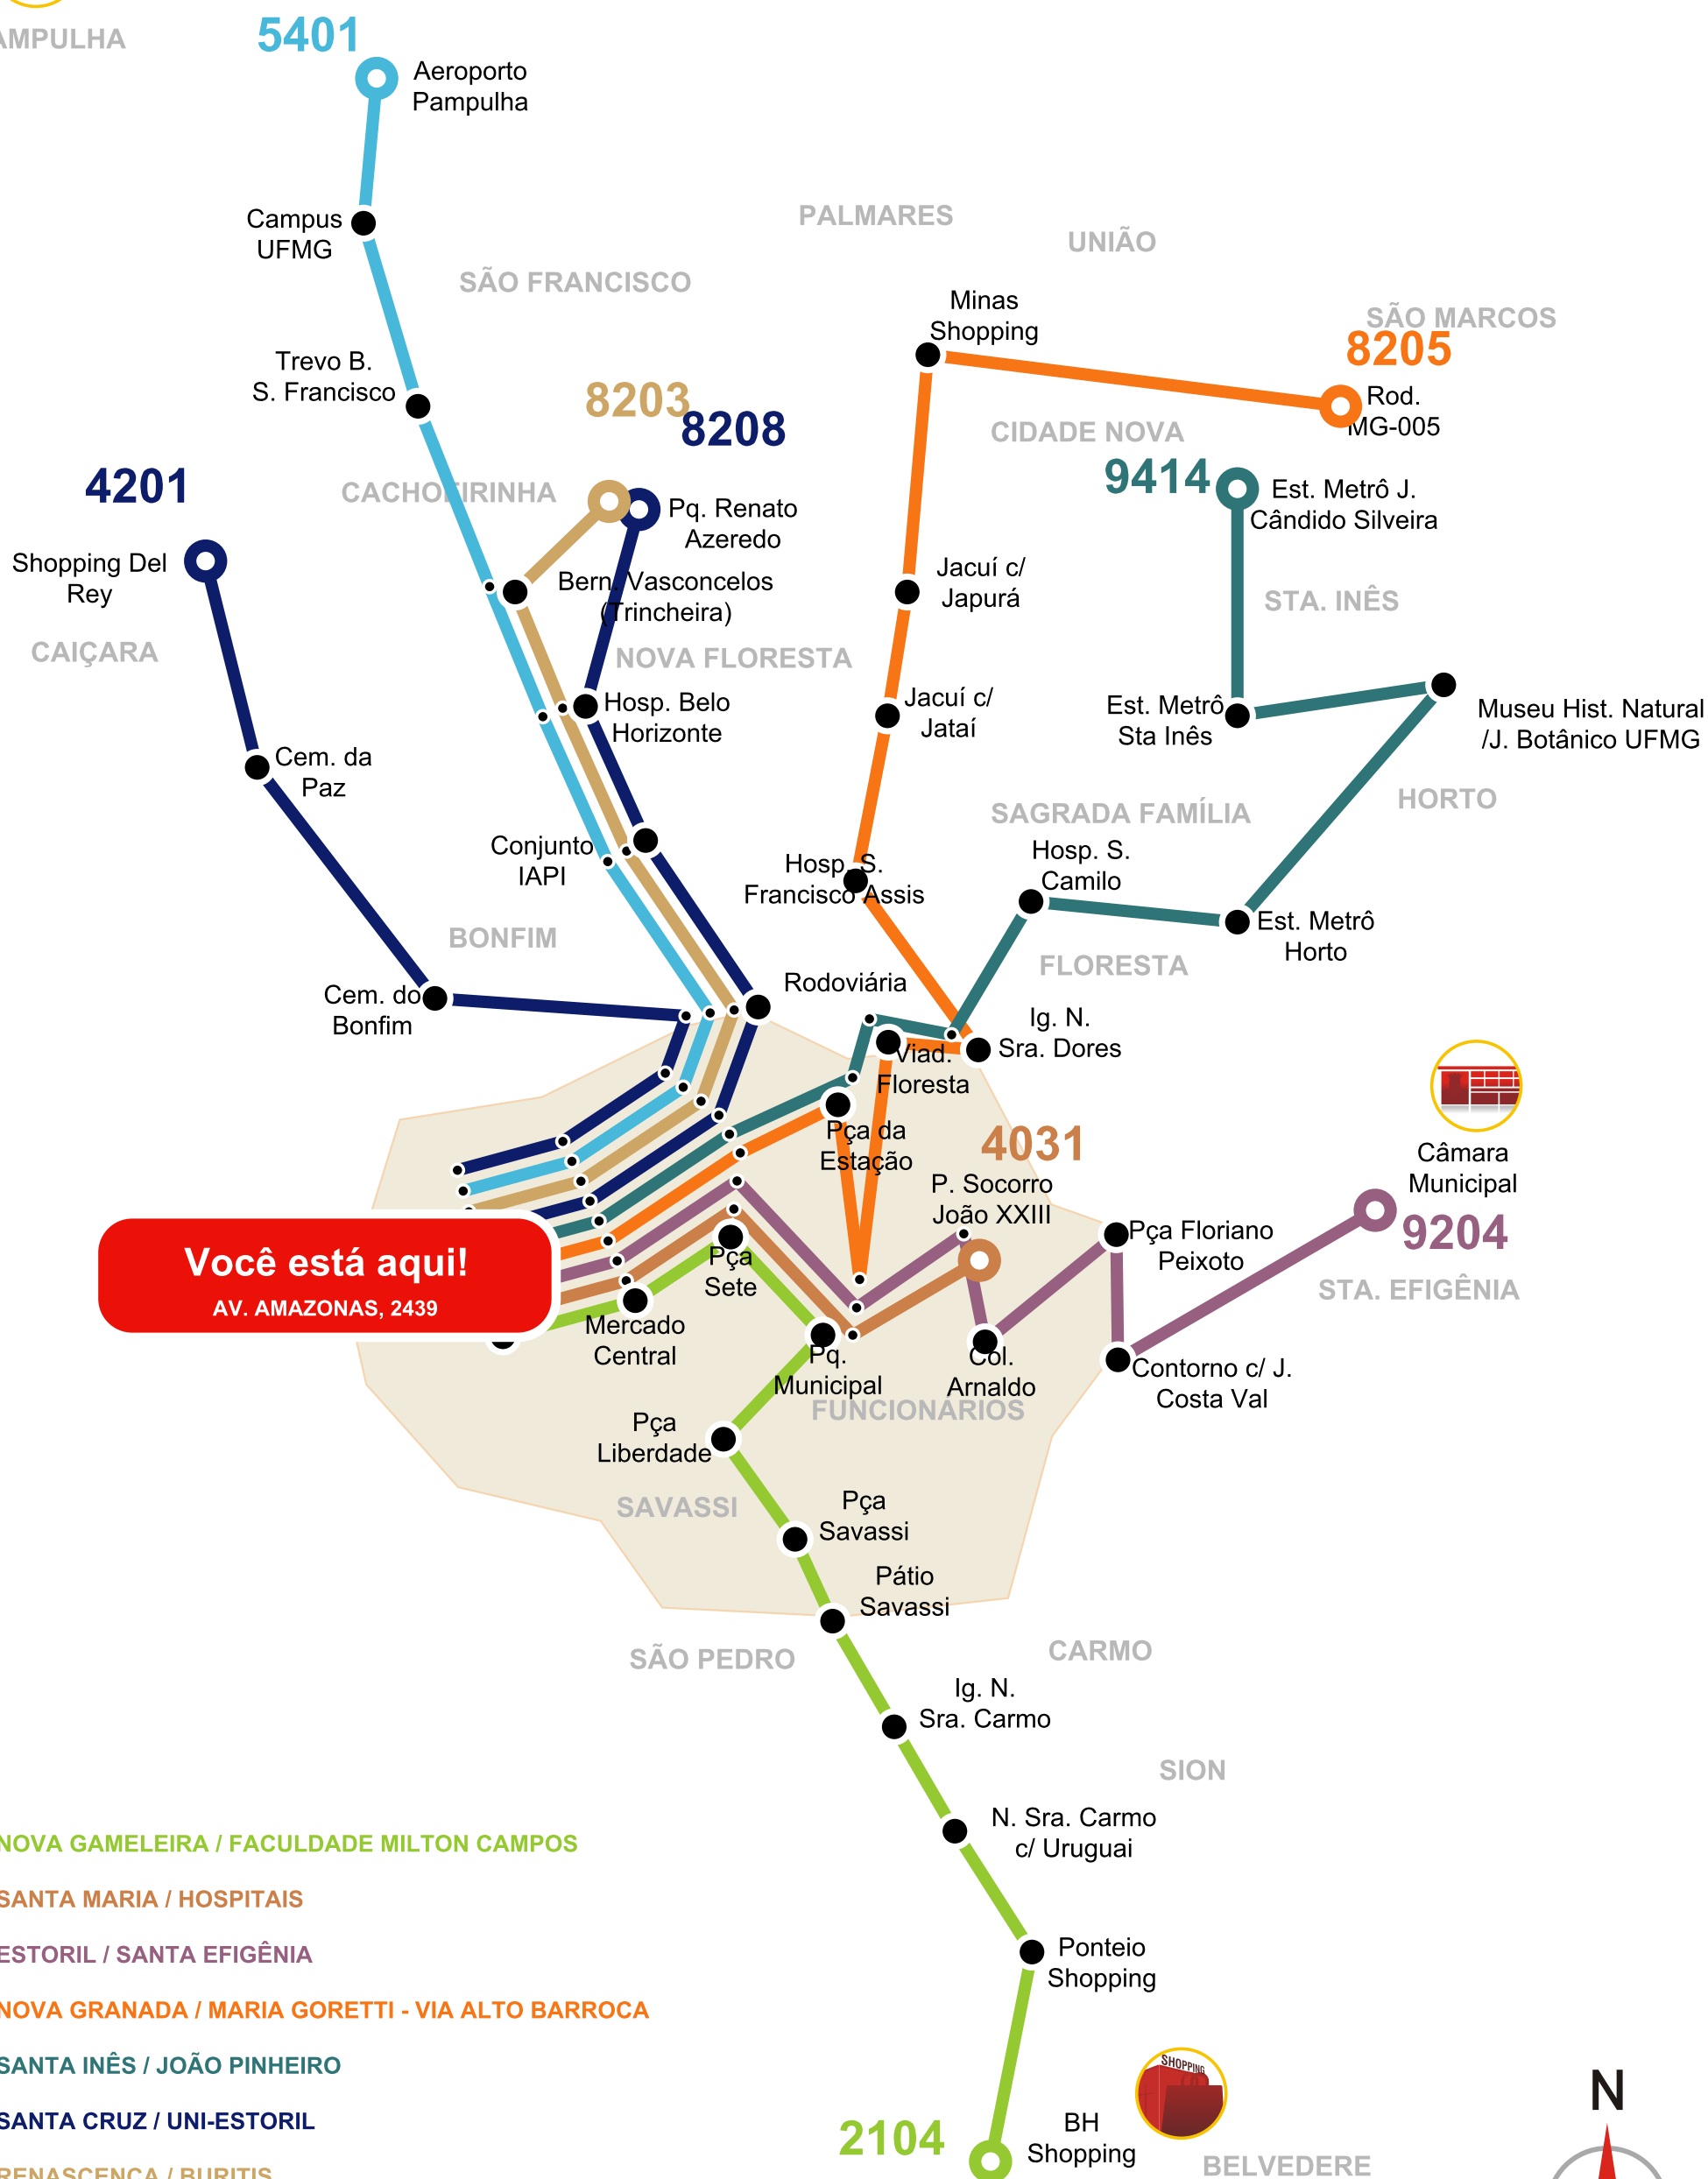 AMPULHA
5401
Aeroporto
Pampulha
Campus
UFMG
PALMARES
UNIÃO
SÃO FRANCISCO
Minas
Shopping
SÃO MARCOS
8205
Trevo B.
S. Francisco
8203
8208
Rod.
MG-005
CIDADE NOVA
4201
9414
CACHOEIRINHA
Est. Metrô J.
Cândido Silveira
Pq. Renato
Azeredo
Shopping Del
Rey
Bern. Vasconcelos
(Trincheira)
Jacuí c/
Japurá
STA. INÊS
CAIÇARA
NOVA FLORESTA
Hosp. Belo
Horizonte
Jacuí c/
Jataí
Est. Metrô
Sta Inês
Museu Hist. Natural
/J. Botânico UFMG
Cem. da
Paz
HORTO
SAGRADA FAMÍLIA
Conjunto
IAPI
Hosp. S.
Francisco Assis
Hosp. S.
Camilo
BONFIM
Est. Metrô
Horto
FLORESTA
Rodoviária
Cem. do
Bonfim
Ig. N.
Sra. Dores
Viad.
Floresta
Pça da
Estação
4031
Câmara
Municipal
P. Socorro
João XXIII
9204
Pça Floriano
Peixoto
Você está aqui!
AV. AMAZONAS, 2439
Pça
Sete
STA. EFIGÊNIA
Mercado
Central
Pq.
Municipal
Col.
Arnaldo
Contorno c/ J.
Costa Val
FUNCIONÁRIOS
Pça
Liberdade
SAVASSI
Pça
Savassi
Pátio
Savassi
SÃO PEDRO
CARMO
Ig. N.
Sra. Carmo
SION
N. Sra. Carmo
c/ Uruguai
NOVA GAMELEIRA / FACULDADE MILTON CAMPOS
SANTA MARIA / HOSPITAIS
ESTORIL / SANTA EFIGÊNIA
Ponteio
Shopping
NOVA GRANADA / MARIA GORETTI - VIA ALTO BARROCA
SANTA INÊS / JOÃO PINHEIRO
SHOPPING
N
SANTA CRUZ / UNI-ESTORIL
2104
BH
Shopping
BELVEDERE
RENASCENÇA / BURITIS